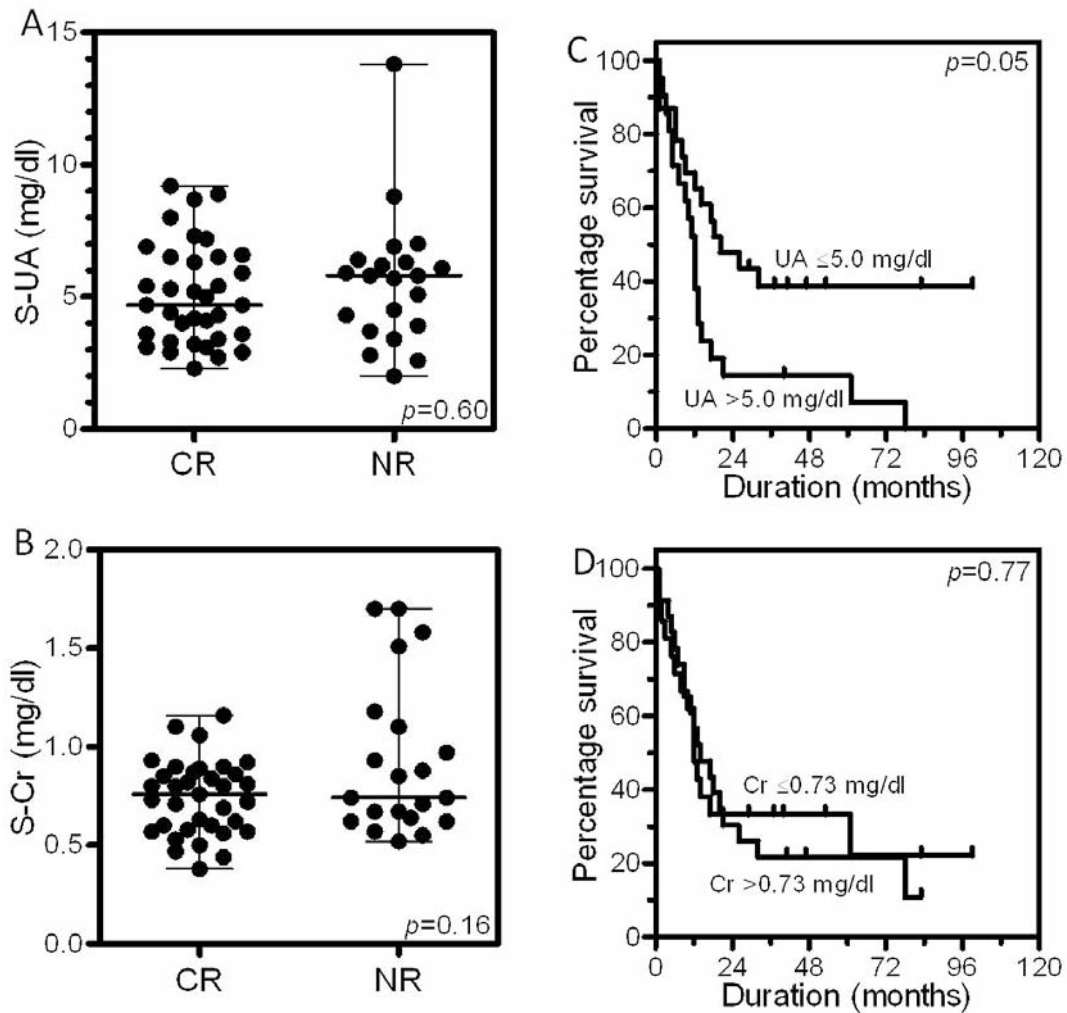 A
S-UA (mg/dl)
15
10
5
0
CR
NR
p=0.60
C
Percentage survival
100
80
60
40
20
0
p=0.05
UA ≤5.0 mg/dl
UA >5.0 mg/dl
0 24 48 72 96 120
Duration (months)
B
S-Cr (mg/dl)
2.0
1.5
1.0
0.5
0.0
CR
NR
p=0.16
D
Percentage survival
100
80
60
40
20
0
p=0.77
Cr ≤0.73 mg/dl
Cr >0.73 mg/dl
0 24 48 72 96 120
Duration (months)